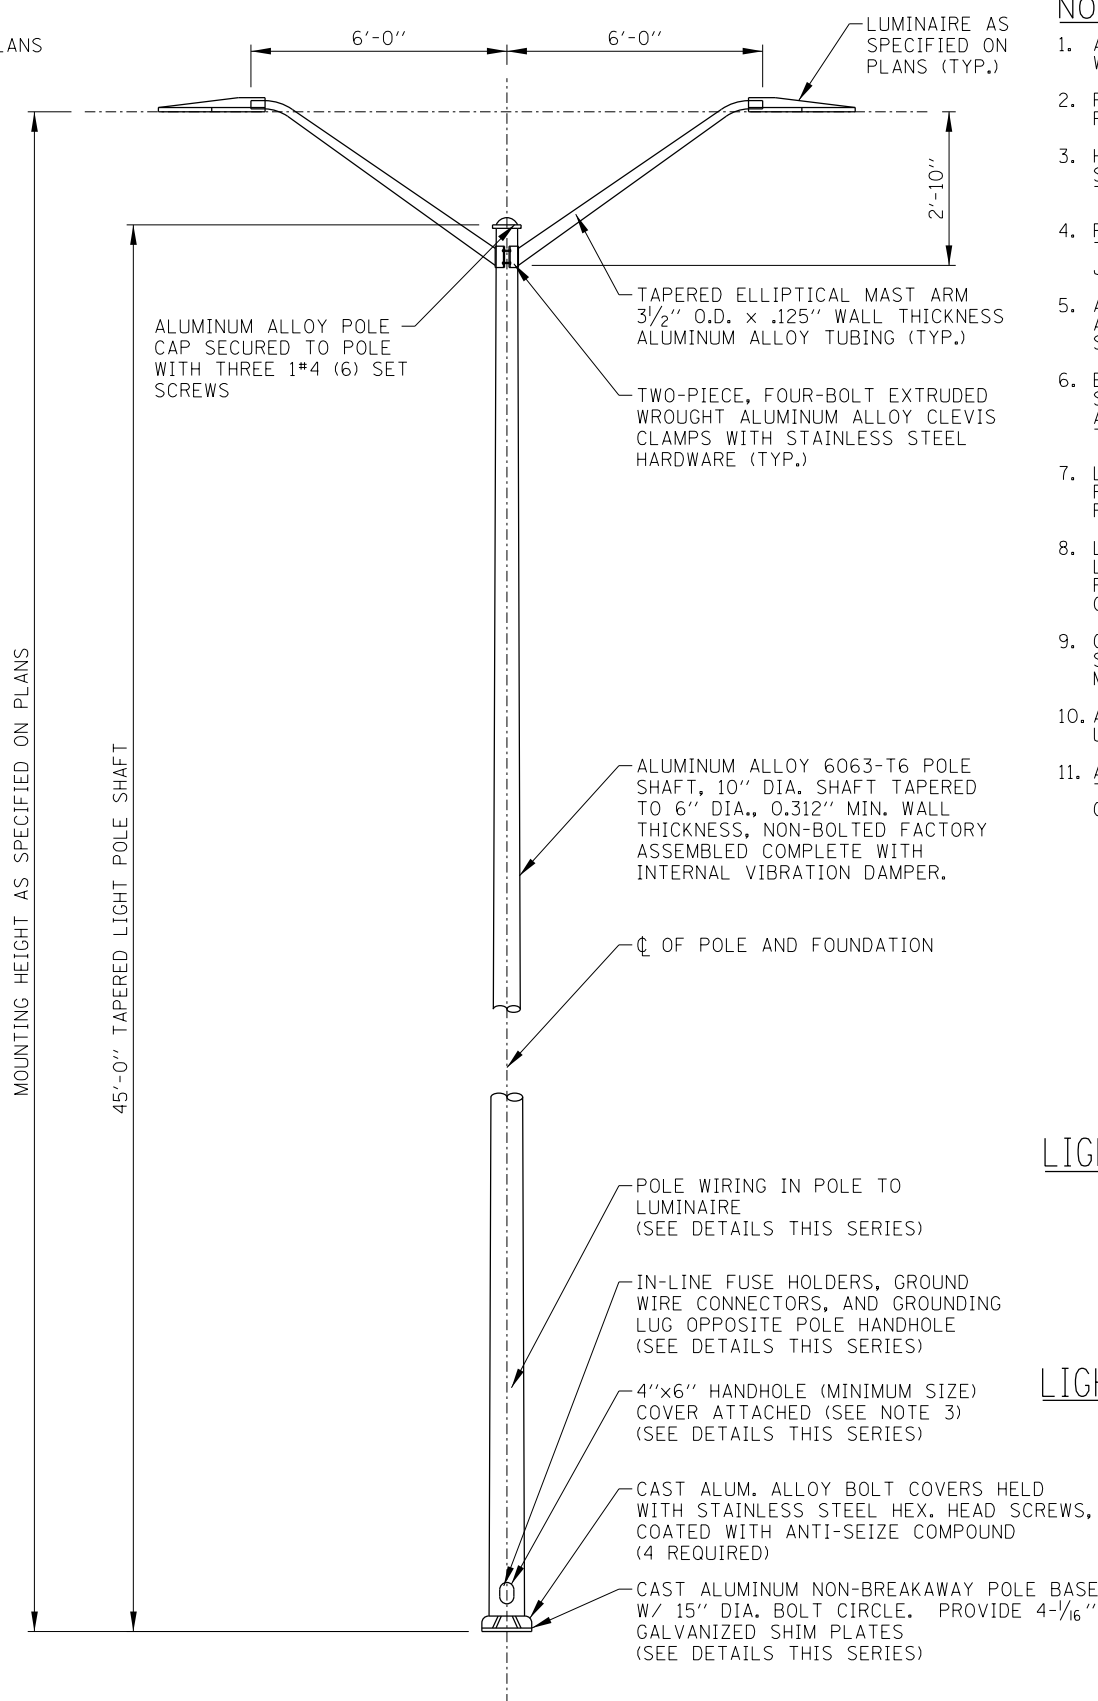 LANS
6'-0"
6'-0"
LUMINAIRE AS
SPECIFIED ON
PLANS (TYP.)
2'-10"
TAPERED ELLIPTICAL MAST ARM
3½" O.D. x .125" WALL THICKNESS
ALUMINUM ALLOY TUBING (TYP.)
ALUMINUM ALLOY POLE
CAP SECURED TO POLE
WITH THREE 1#4 (6) SET
SCREWS
TWO-PIECE, FOUR-BOLT EXTRUDED
WROUGHT ALUMINUM ALLOY CLEVIS
CLAMPS WITH STAINLESS STEEL
HARDWARE (TYP.)
MOUNTING HEIGHT AS SPECIFIED ON PLANS
45'-0" TAPERED LIGHT POLE SHAFT
ALUMINUM ALLOY 6063-T6 POLE
SHAFT, 10" DIA. SHAFT TAPERED
TO 6" DIA., 0.312" MIN. WALL
THICKNESS, NON-BOLTED FACTORY
ASSEMBLED COMPLETE WITH
INTERNAL VIBRATION DAMPER.
℄ OF POLE AND FOUNDATION
POLE WIRING IN POLE TO
LUMINAIRE
(SEE DETAILS THIS SERIES)
IN-LINE FUSE HOLDERS, GROUND
WIRE CONNECTORS, AND GROUNDING
LUG OPPOSITE POLE HANDHOLE
(SEE DETAILS THIS SERIES)
4"x6" HANDHOLE (MINIMUM SIZE)
COVER ATTACHED (SEE NOTE 3)
(SEE DETAILS THIS SERIES)
CAST ALUM. ALLOY BOLT COVERS HELD
WITH STAINLESS STEEL HEX. HEAD SCREWS,
COATED WITH ANTI-SEIZE COMPOUND
(4 REQUIRED)
CAST ALUMINUM NON-BREAKAWAY POLE BASE
W/ 15" DIA. BOLT CIRCLE.  PROVIDE 4-1/16"
GALVANIZED SHIM PLATES
(SEE DETAILS THIS SERIES)
NO
1.
2.
3.
4.
5.
6.
7.
8.
9.
10.
11.
LIG
LIGH